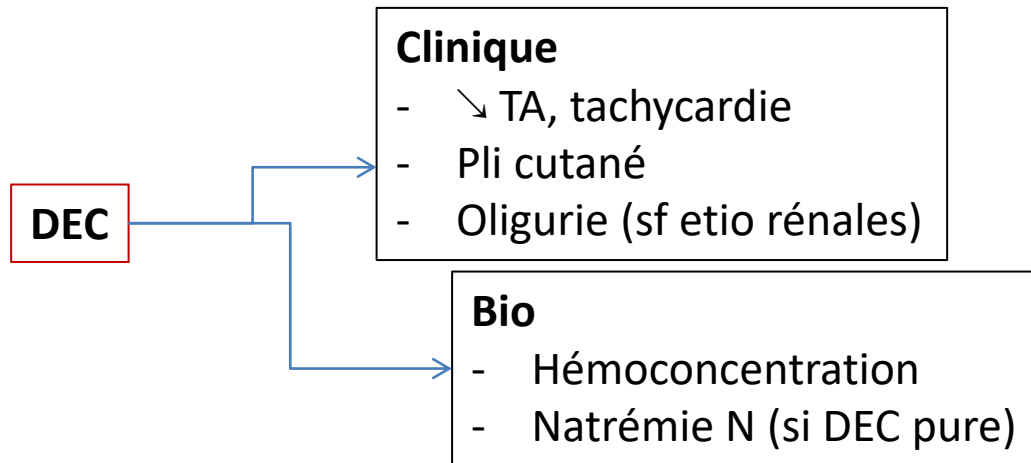 Clinique
- ↘ TA, tachycardie
- Pli cutané
- Oligurie (sf etio rénales)
DEC
Bio
- Hémoconcentration
- Natrémie N (si DEC pure)